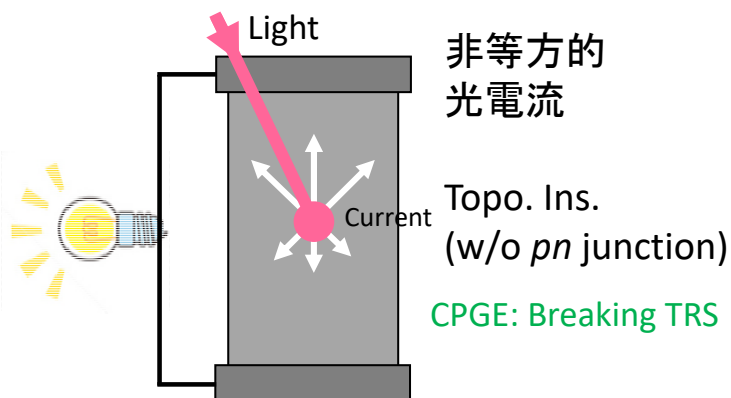 Light
非等方的
光電流
Current
Topo. Ins.
(w/o pn junction)
CPGE: Breaking TRS